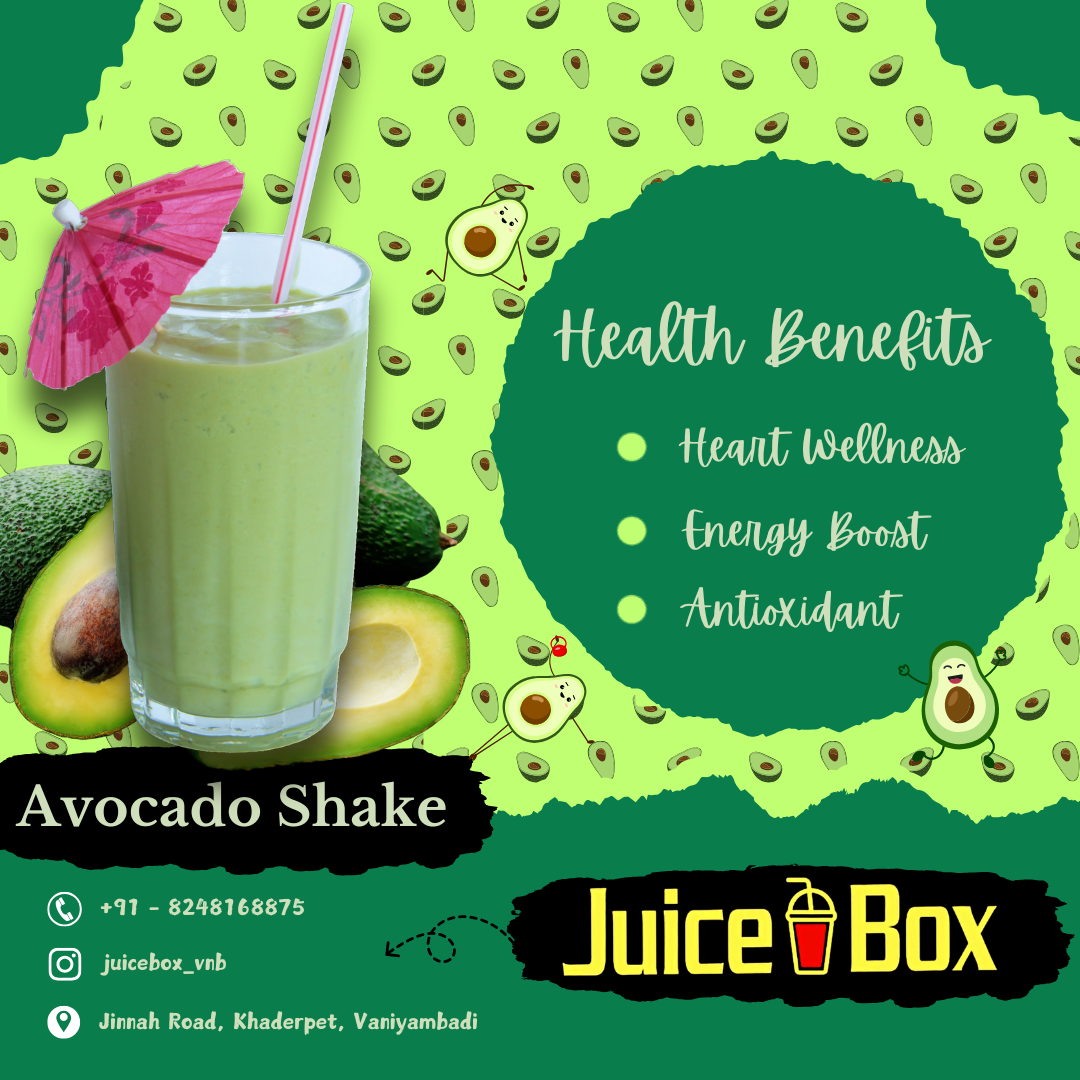 Health Benefits
Heart Wellness
Energy Boost
Antioxidant
Avocado Shake
+91 - 8248168875
juicebox_vnb
Jinnah Road, Khaderpet, Vaniyambadi
Juice Box